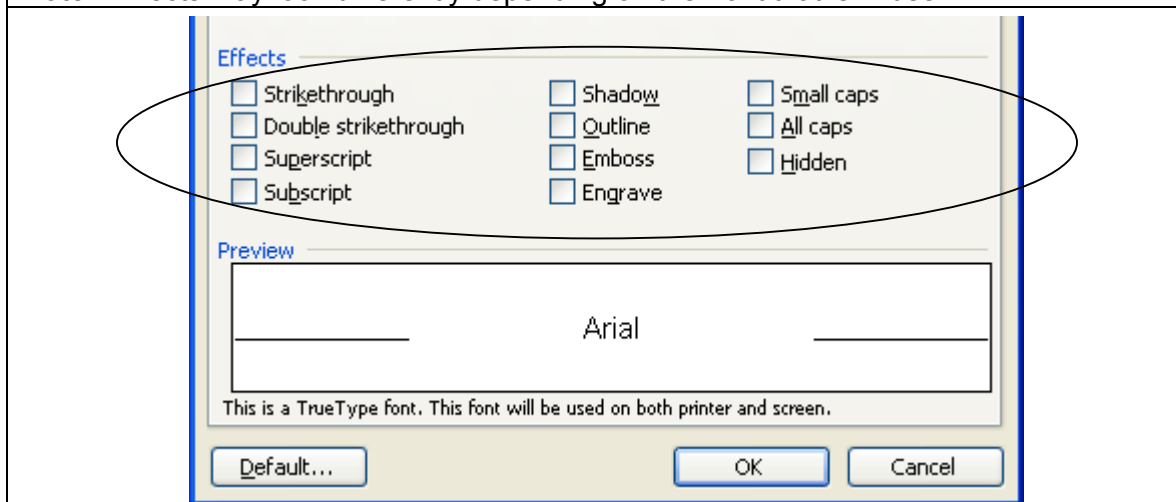 Effects
Strikethrough Shadow Small caps
Double strikethrough Outline All caps
Superscript Emboss Hidden
Subscript Engrave
Preview
Arial
This is a TrueType font. This font will be used on both printer and screen.
Default... OK Cancel